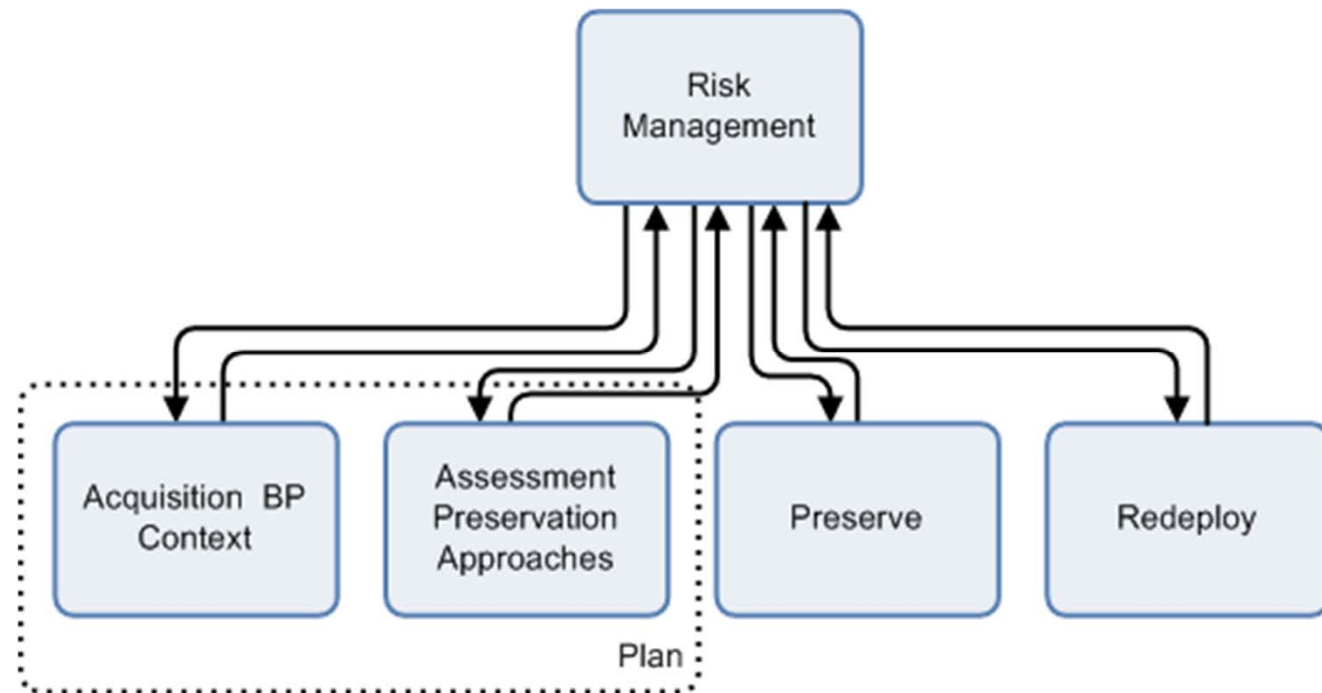 Risk
Management
Acquisition BP
Context
Assessment
Preservation
Approaches
Preserve
Redeploy
Plan